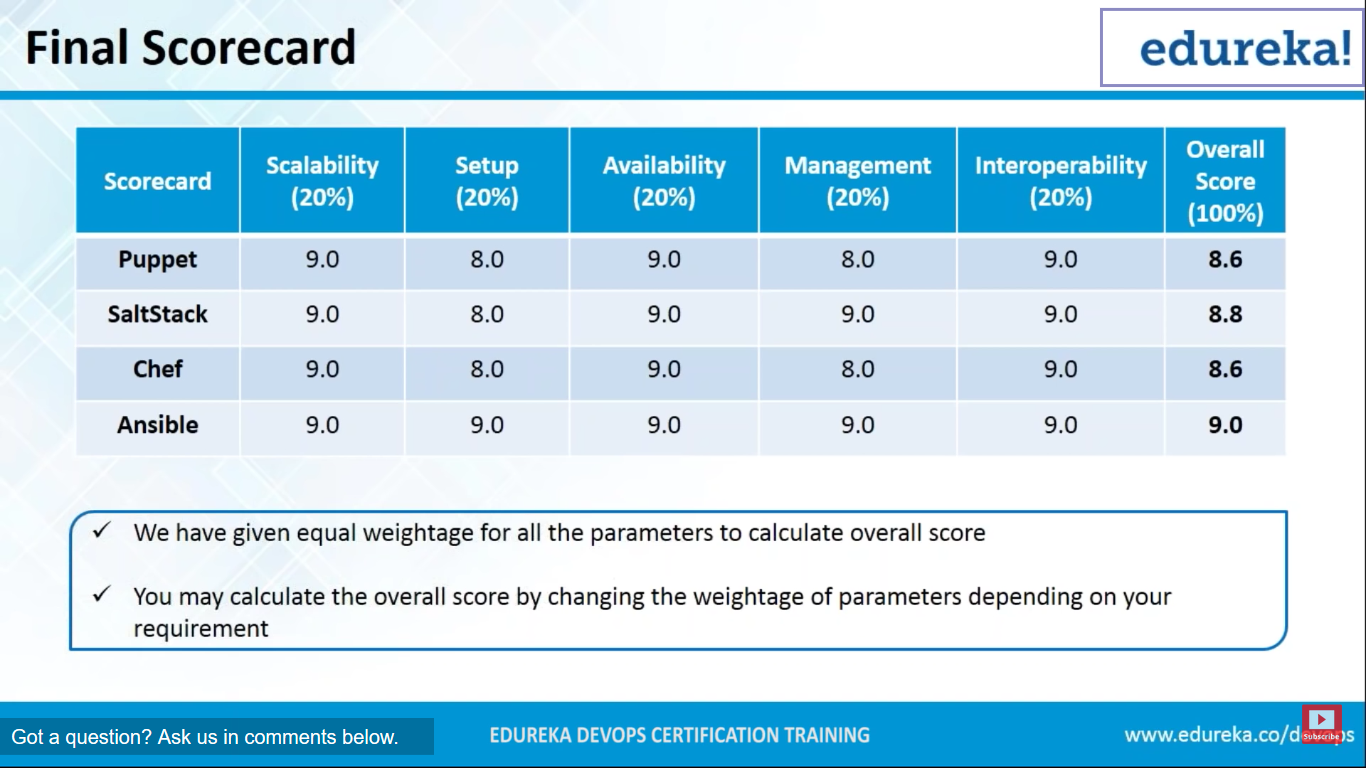 Final Scorecard
edureka!
Scorecard Scalability (20%) Setup (20%) Availability (20%) Management (20%) Interoperability (20%) Overall Score (100%)
Puppet 9.0 8.0 9.0 8.0 9.0 8.6
SaltStack 9.0 8.0 9.0 9.0 9.0 8.8
Chef 9.0 8.0 9.0 8.0 9.0 8.6
Ansible 9.0 9.0 9.0 9.0 9.0 9.0
✓ We have given equal weightage for all the parameters to calculate overall score
✓ You may calculate the overall score by changing the weightage of parameters depending on your
requirement
Got a question? Ask us in comments below.
EDUREKA DEVOPS CERTIFICATION TRAINING
www.edureka.co/devops
Subscribe